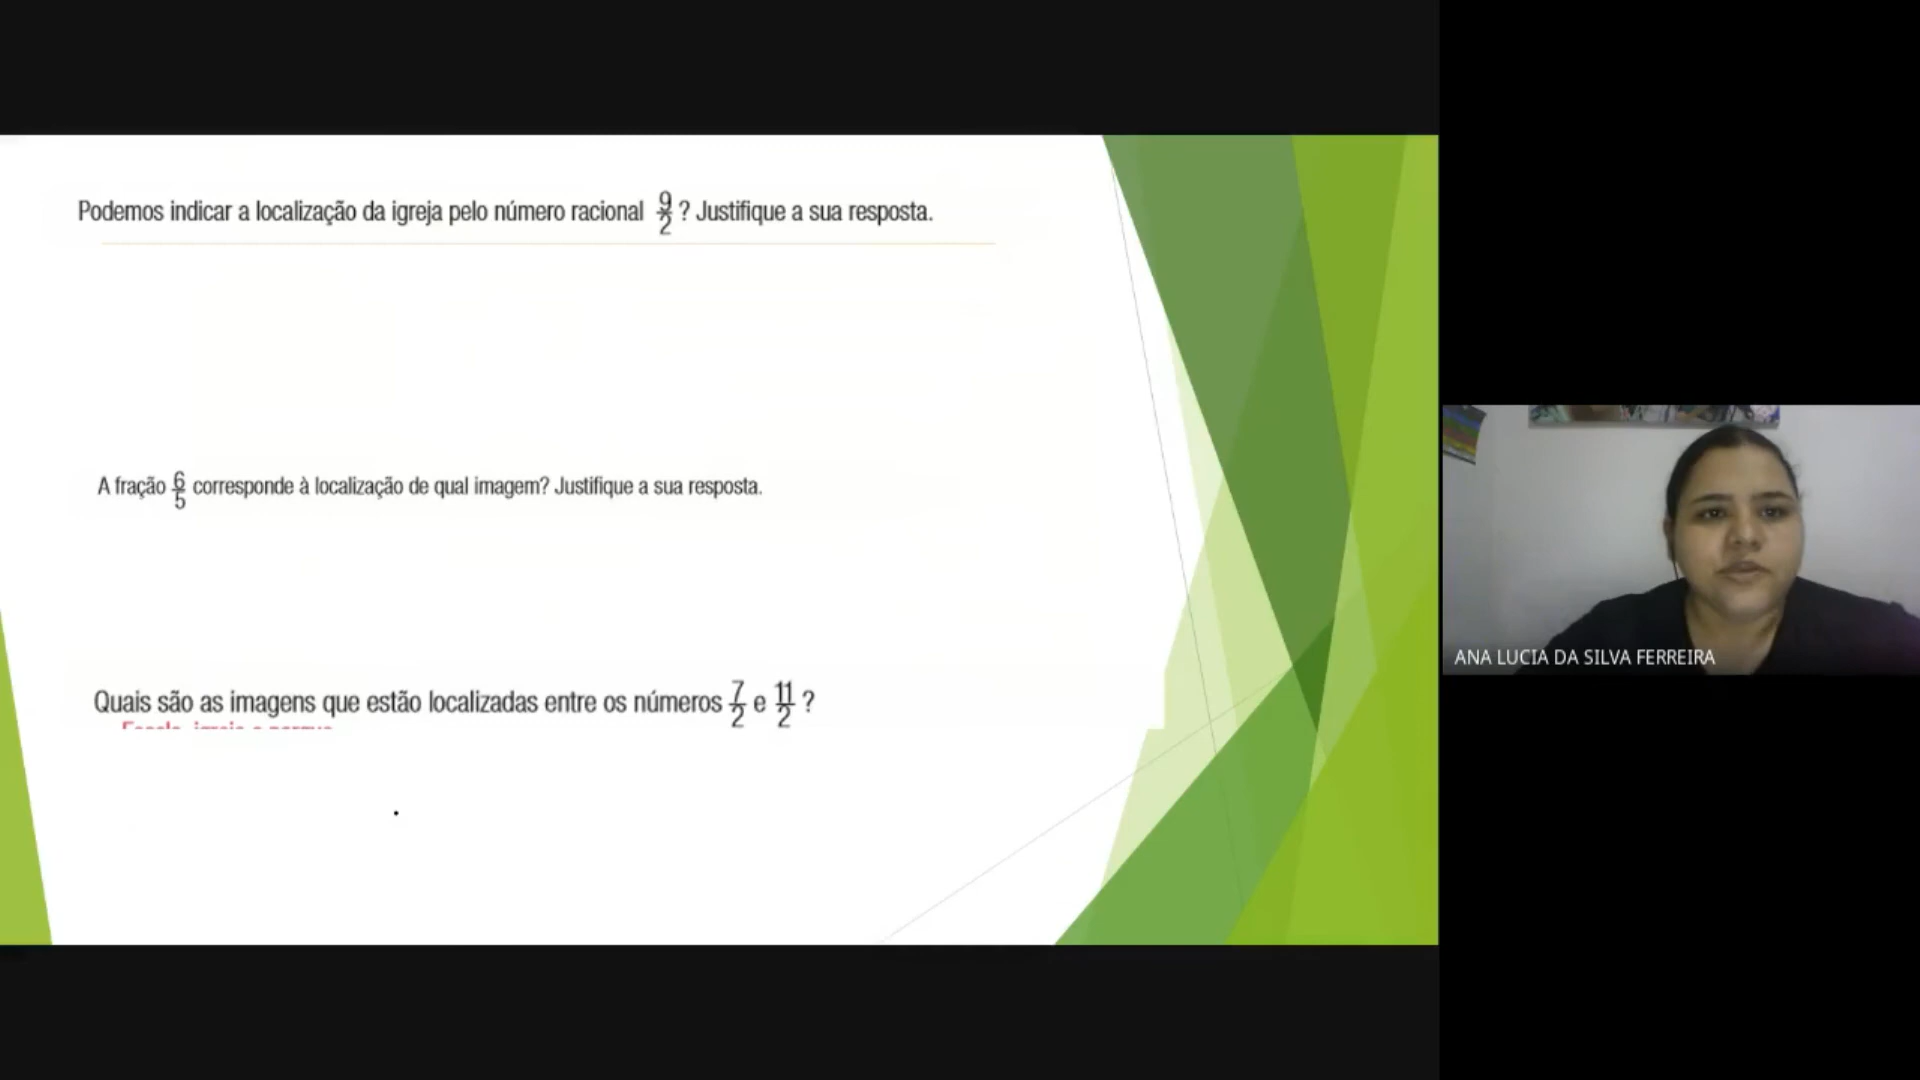 Podemos indicar a localização da igreja pelo número racional 9/2 ? Justifique a sua resposta.
A fração 6/5 corresponde à localização de qual imagem? Justifique a sua resposta.
Quais são as imagens que estão localizadas entre os números 7/2 e 11/2 ?
ANA LUCIA DA SILVA FERREIRA